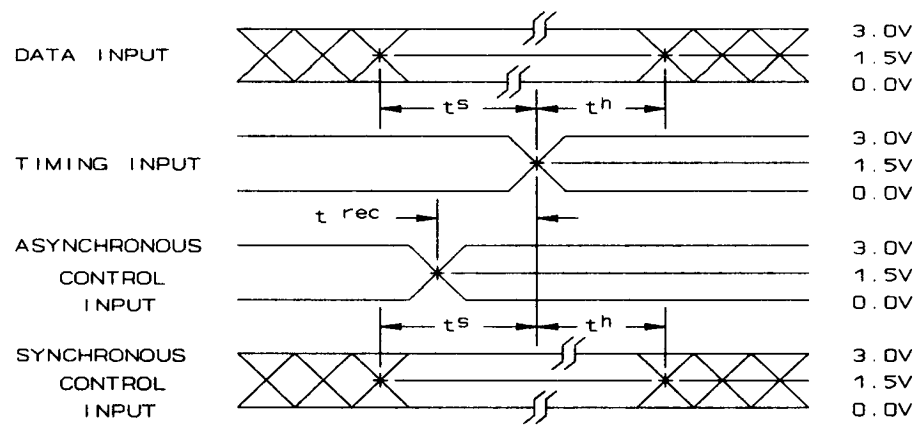 DATA INPUT
3.0V
1.5V
0.0V
ts th
TIMING INPUT
3.0V
1.5V
0.0V
t rec
ASYNCHRONOUS
CONTROL
INPUT
3.0V
1.5V
0.0V
ts th
SYNCHRONOUS
CONTROL
INPUT
3.0V
1.5V
0.0V